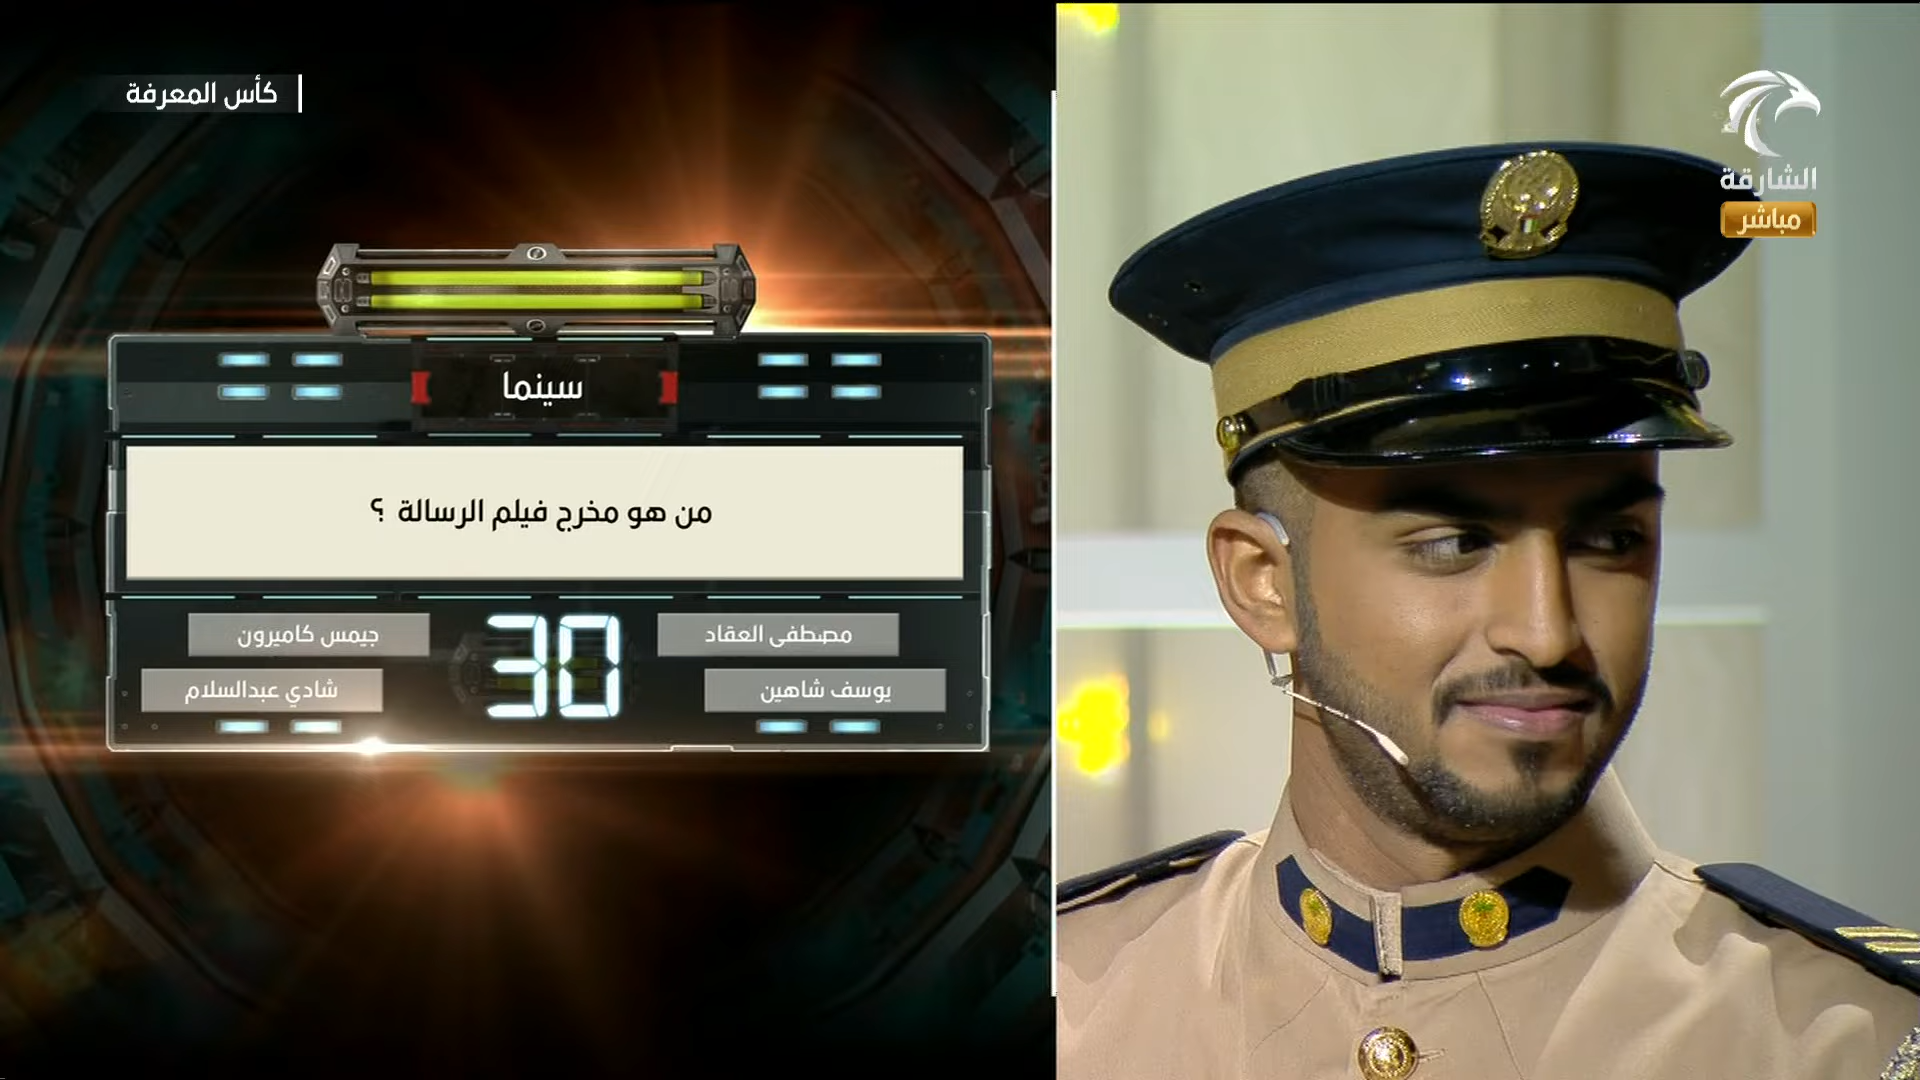 كأس المعرفة
الشارقة
مباشر
سينما
من هو مخرج فيلم الرسالة ؟
مصطفى العقاد
جيمس كاميرون
30
يوسف شاهين
شادي عبدالسلام